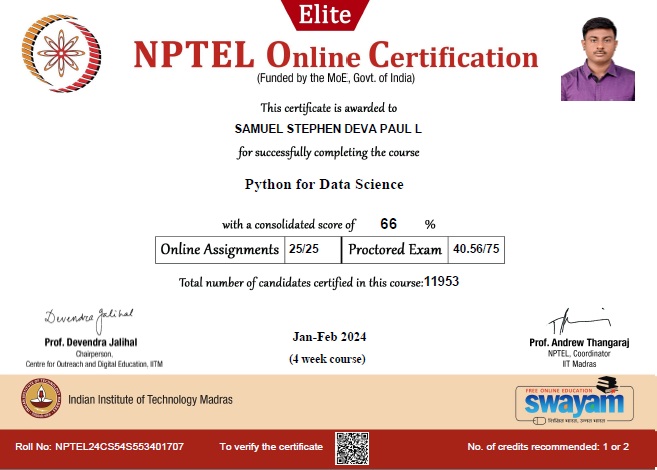 Elite
NPTEL Online Certification
(Funded by the MoE, Govt. of India)
This certificate is awarded to
SAMUEL STEPHEN DEVA PAUL L
for successfully completing the course
Python for Data Science
with a consolidated score of 66 %
Online Assignments 25/25 Proctored Exam 40.56/75
Total number of candidates certified in this course:11953
Devendra Jalihal
Prof. Devendra Jalihal
Chairperson,
Centre for Outreach and Digital Education, IITM
Jan-Feb 2024
(4 week course)
Prof. Andrew Thangaraj
NPTEL, Coordinator
IIT Madras
Indian Institute of Technology Madras
FREE ONLINE EDUCATION
swayam
शिक्षित भारत, उन्नत भारत
Roll No: NPTEL24CS54S553401707 To verify the certificate No. of credits recommended: 1 or 2